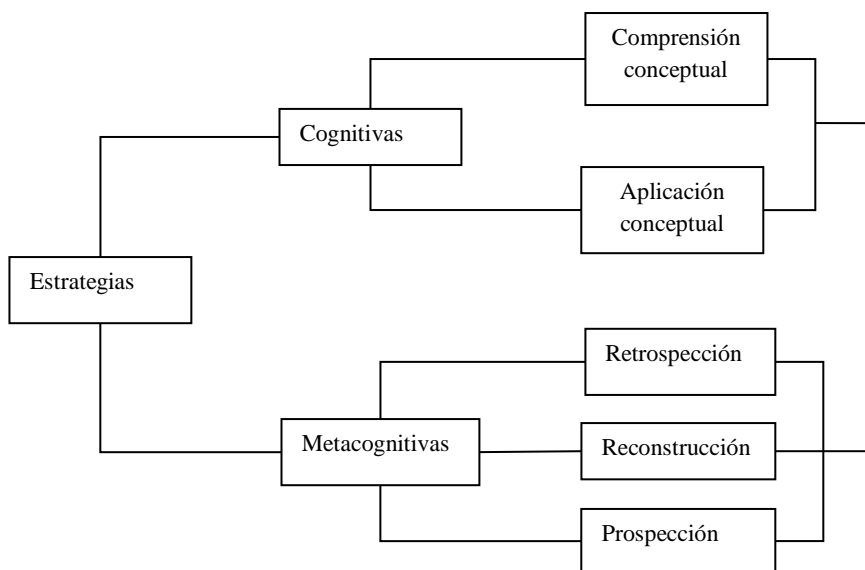 Comprensión
conceptual
Cognitivas
Aplicación
conceptual
Estrategias
Retrospección
Metacognitivas
Reconstrucción
Prospección